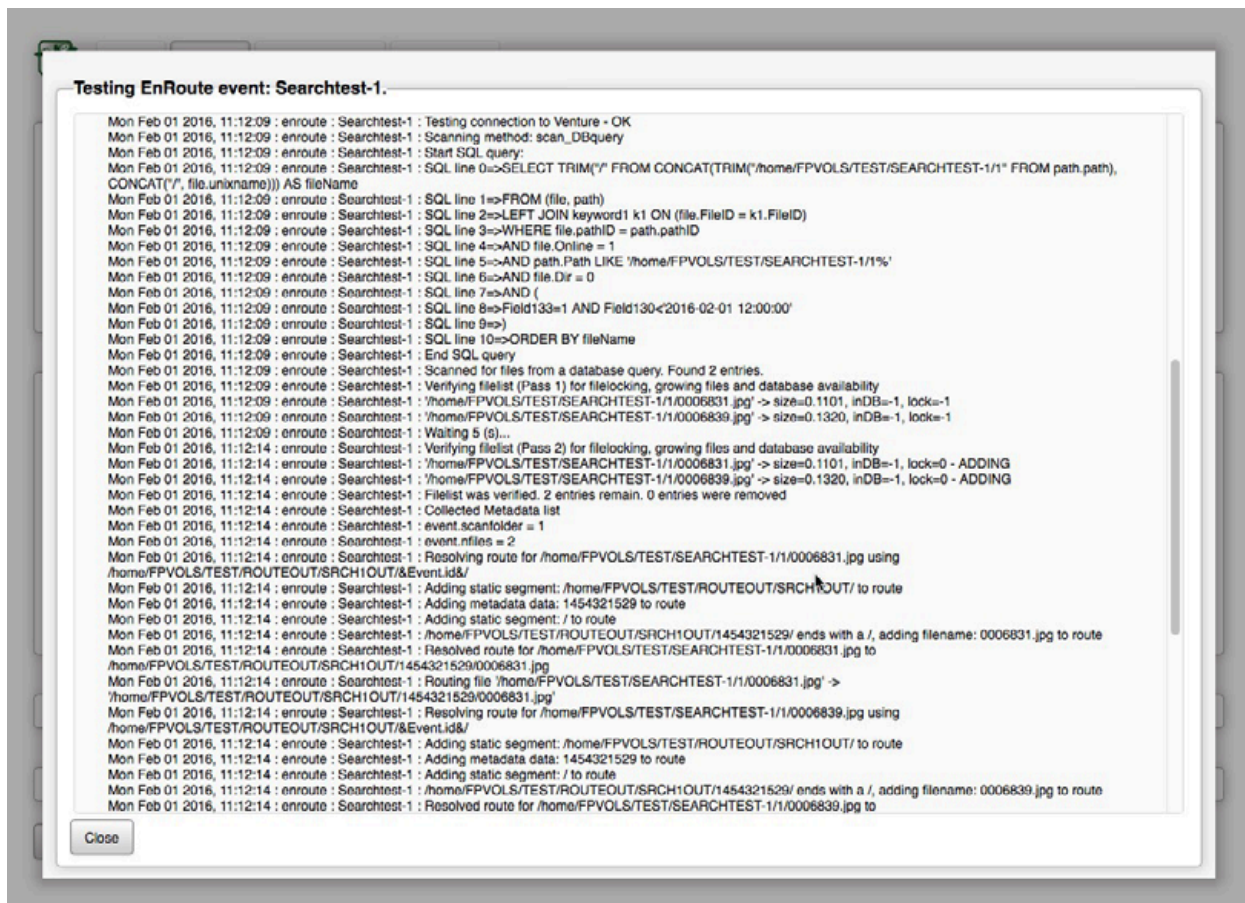 Testing EnRoute event: Searchtest-1.
Mon Feb 01 2016, 11:12:09 : enroute : Searchtest-1 : Testing connection to Venture - OK
Mon Feb 01 2016, 11:12:09 : enroute : Searchtest-1 : Scanning method: scan_DBquery
Mon Feb 01 2016, 11:12:09 : enroute : Searchtest-1 : Start SQL query:
Mon Feb 01 2016, 11:12:09 : enroute : Searchtest-1 : SQL line 0=>SELECT TRIM("/" FROM CONCAT(TRIM("/home/FPVOLS/TEST/SEARCHTEST-1/1" FROM path.path),
CONCAT("/", file.unixname))) AS fileName
Mon Feb 01 2016, 11:12:09 : enroute : Searchtest-1 : SQL line 1=>FROM (file, path)
Mon Feb 01 2016, 11:12:09 : enroute : Searchtest-1 : SQL line 2=>LEFT JOIN keyword1 k1 ON (file.FileID = k1.FileID)
Mon Feb 01 2016, 11:12:09 : enroute : Searchtest-1 : SQL line 3=>WHERE file.pathID = path.pathID
Mon Feb 01 2016, 11:12:09 : enroute : Searchtest-1 : SQL line 4=>AND file.Online = 1
Mon Feb 01 2016, 11:12:09 : enroute : Searchtest-1 : SQL line 5=>AND path.Path LIKE '/home/FPVOLS/TEST/SEARCHTEST-1/1%'
Mon Feb 01 2016, 11:12:09 : enroute : Searchtest-1 : SQL line 6=>AND file.Dir = 0
Mon Feb 01 2016, 11:12:09 : enroute : Searchtest-1 : SQL line 7=>AND (
Mon Feb 01 2016, 11:12:09 : enroute : Searchtest-1 : SQL line 8=>Field133=1 AND Field130<'2016-02-01 12:00:00'
Mon Feb 01 2016, 11:12:09 : enroute : Searchtest-1 : SQL line 9=>)
Mon Feb 01 2016, 11:12:09 : enroute : Searchtest-1 : SQL line 10=>ORDER BY fileName
Mon Feb 01 2016, 11:12:09 : enroute : Searchtest-1 : End SQL query
Mon Feb 01 2016, 11:12:09 : enroute : Searchtest-1 : Scanned for files from a database query. Found 2 entries.
Mon Feb 01 2016, 11:12:09 : enroute : Searchtest-1 : Verifying filelist (Pass 1) for filelocking, growing files and database availability
Mon Feb 01 2016, 11:12:09 : enroute : Searchtest-1 : '/home/FPVOLS/TEST/SEARCHTEST-1/1/0006831.jpg' -> size=0.1101, inDB=-1, lock=-1
Mon Feb 01 2016, 11:12:09 : enroute : Searchtest-1 : '/home/FPVOLS/TEST/SEARCHTEST-1/1/0006839.jpg' -> size=0.1320, inDB=-1, lock=-1
Mon Feb 01 2016, 11:12:09 : enroute : Searchtest-1 : Waiting 5 (s)...
Mon Feb 01 2016, 11:12:14 : enroute : Searchtest-1 : Verifying filelist (Pass 2) for filelocking, growing files and database availability
Mon Feb 01 2016, 11:12:14 : enroute : Searchtest-1 : '/home/FPVOLS/TEST/SEARCHTEST-1/1/0006831.jpg' -> size=0.1101, inDB=-1, lock=0 - ADDING
Mon Feb 01 2016, 11:12:14 : enroute : Searchtest-1 : '/home/FPVOLS/TEST/SEARCHTEST-1/1/0006839.jpg' -> size=0.1320, inDB=-1, lock=0 - ADDING
Mon Feb 01 2016, 11:12:14 : enroute : Searchtest-1 : Filelist was verified. 2 entries remain. 0 entries were removed
Mon Feb 01 2016, 11:12:14 : enroute : Searchtest-1 : Collected Metadata list
Mon Feb 01 2016, 11:12:14 : enroute : Searchtest-1 : event.scanfolder = 1
Mon Feb 01 2016, 11:12:14 : enroute : Searchtest-1 : event.nfiles = 2
Mon Feb 01 2016, 11:12:14 : enroute : Searchtest-1 : Resolving route for /home/FPVOLS/TEST/SEARCHTEST-1/1/0006831.jpg using
/home/FPVOLS/TEST/ROUTEOUT/SRCH1OUT/&Event.id&/
Mon Feb 01 2016, 11:12:14 : enroute : Searchtest-1 : Adding static segment: /home/FPVOLS/TEST/ROUTEOUT/SRCH1OUT/ to route
Mon Feb 01 2016, 11:12:14 : enroute : Searchtest-1 : Adding metadata data: 1454321529 to route
Mon Feb 01 2016, 11:12:14 : enroute : Searchtest-1 : Adding static segment: / to route
Mon Feb 01 2016, 11:12:14 : enroute : Searchtest-1 : /home/FPVOLS/TEST/ROUTEOUT/SRCH1OUT/1454321529/ ends with a /, adding filename: 0006831.jpg to route
Mon Feb 01 2016, 11:12:14 : enroute : Searchtest-1 : Resolved route for /home/FPVOLS/TEST/SEARCHTEST-1/1/0006831.jpg to
/home/FPVOLS/TEST/ROUTEOUT/SRCH1OUT/1454321529/0006831.jpg
Mon Feb 01 2016, 11:12:14 : enroute : Searchtest-1 : Routing file '/home/FPVOLS/TEST/SEARCHTEST-1/1/0006831.jpg' ->
'/home/FPVOLS/TEST/ROUTEOUT/SRCH1OUT/1454321529/0006831.jpg'
Mon Feb 01 2016, 11:12:14 : enroute : Searchtest-1 : Resolving route for /home/FPVOLS/TEST/SEARCHTEST-1/1/0006839.jpg using
/home/FPVOLS/TEST/ROUTEOUT/SRCH1OUT/&Event.id&/
Mon Feb 01 2016, 11:12:14 : enroute : Searchtest-1 : Adding static segment: /home/FPVOLS/TEST/ROUTEOUT/SRCH1OUT/ to route
Mon Feb 01 2016, 11:12:14 : enroute : Searchtest-1 : Adding metadata data: 1454321529 to route
Mon Feb 01 2016, 11:12:14 : enroute : Searchtest-1 : Adding static segment: / to route
Mon Feb 01 2016, 11:12:14 : enroute : Searchtest-1 : /home/FPVOLS/TEST/ROUTEOUT/SRCH1OUT/1454321529/ ends with a /, adding filename: 0006839.jpg to route
Mon Feb 01 2016, 11:12:14 : enroute : Searchtest-1 : Resolved route for /home/FPVOLS/TEST/SEARCHTEST-1/1/0006839.jpg to
Close